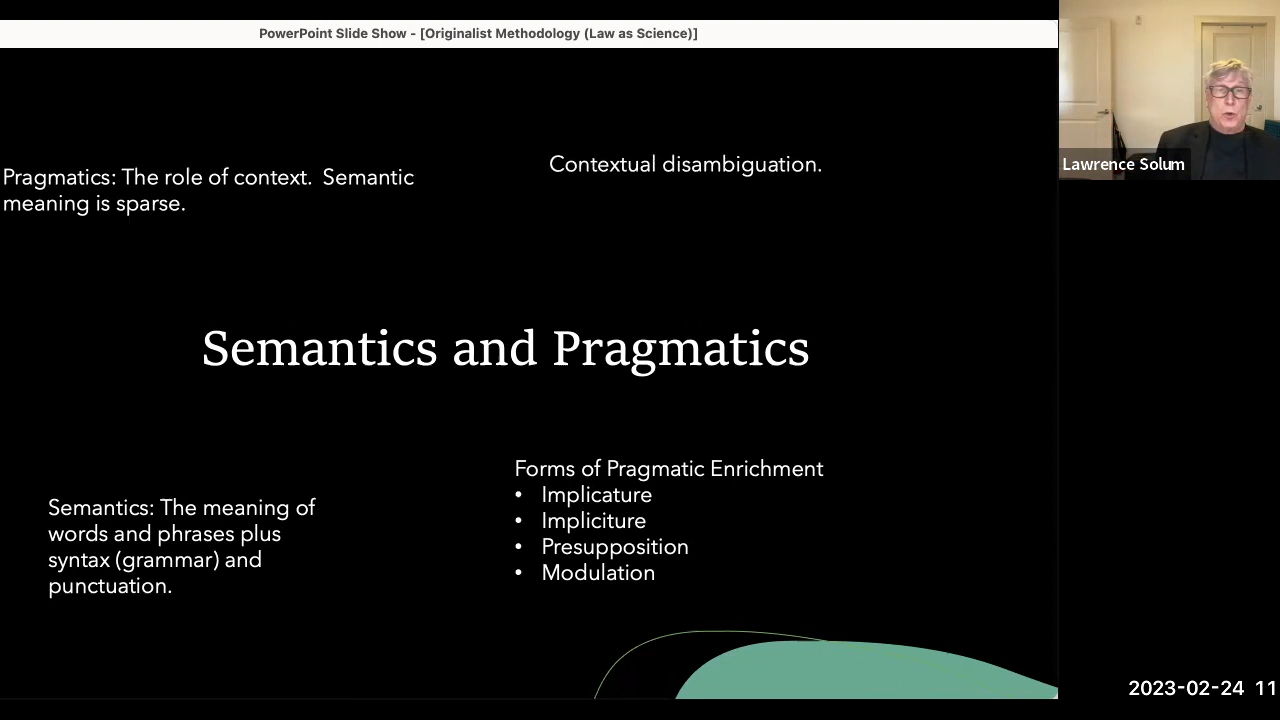 PowerPoint Slide Show - [Originalist Methodology (Law as Science)]
Lawrence Solum
Pragmatics: The role of context.  Semantic
meaning is sparse.
Contextual disambiguation.
Semantics and Pragmatics
Semantics: The meaning of
words and phrases plus
syntax (grammar) and
punctuation.
Forms of Pragmatic Enrichment
• Implicature
• Impliciture
• Presupposition
• Modulation
2023-02-24 11